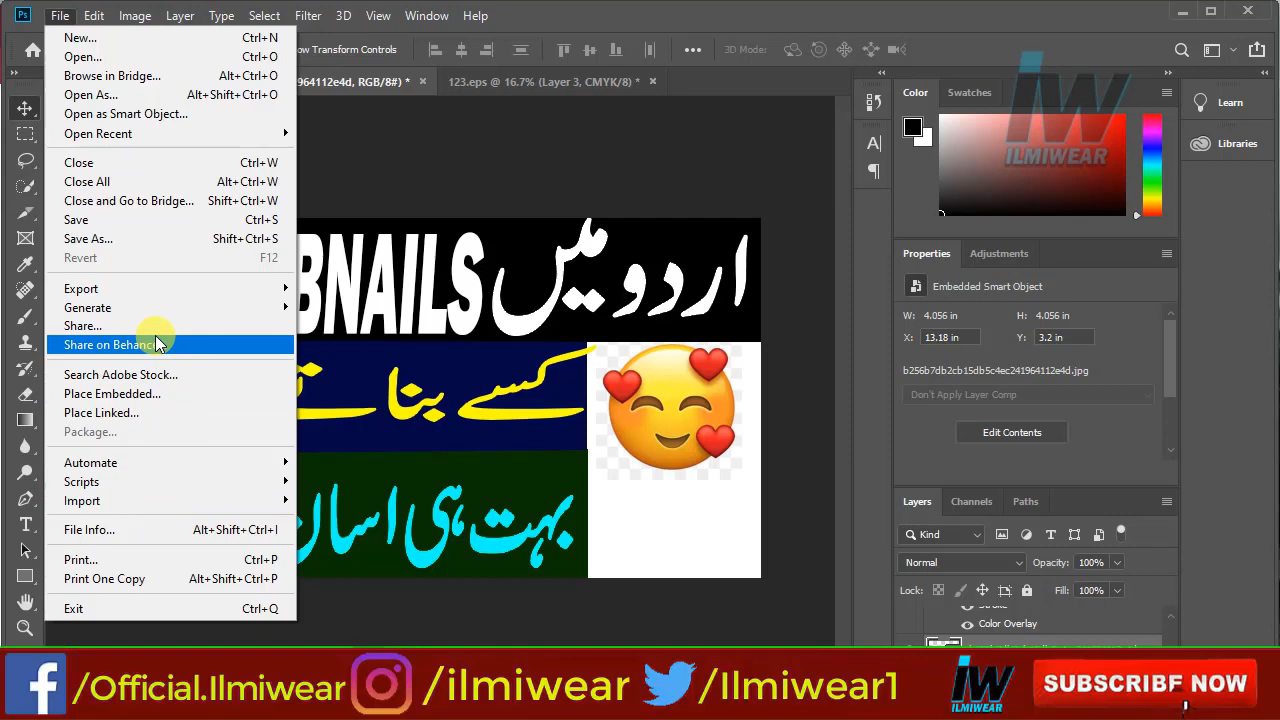 Ps File Edit Image Layer Type Select Filter 3D View Window Help
ow Transform Controls 3D Mode:
964112e4d, RGB/8#) * 123.eps @ 16.7% (Layer 3, CMYK/8) *
New... Ctrl+N
Open... Ctrl+O
Browse in Bridge... Alt+Ctrl+O
Open As... Alt+Shift+Ctrl+O
Open as Smart Object...
Open Recent
Close Ctrl+W
Close All Alt+Ctrl+W
Close and Go to Bridge... Shift+Ctrl+W
Save Ctrl+S
Save As... Shift+Ctrl+S
Revert F12
Export
Generate
Share...
Share on Behanc
Search Adobe Stock...
Place Embedded...
Place Linked...
Package...
Automate
Scripts
Import
File Info... Alt+Shift+Ctrl+I
Print... Ctrl+P
Print One Copy Alt+Shift+Ctrl+P
Exit Ctrl+Q
اردو میں BNAILS
کسے بنا
بہت ہی اسان
Color Swatches
IW
ILMIWEAR
Learn
Libraries
Properties Adjustments
Embedded Smart Object
W: 4.056 in H: 4.056 in
X: 13.18 in Y: 3.2 in
b256b7db2cb15db5c4ec24196412e4d.jpg
Don't Apply Layer Comp
Edit Contents
Layers Channels Paths
Kind
Normal Opacity: 100%
Lock: Fill: 100%
Color Overlay
/Official.Ilmiwear /ilmiwear /Ilmiwear1
IW
ILMIWEAR
SUBSCRIBE NOW